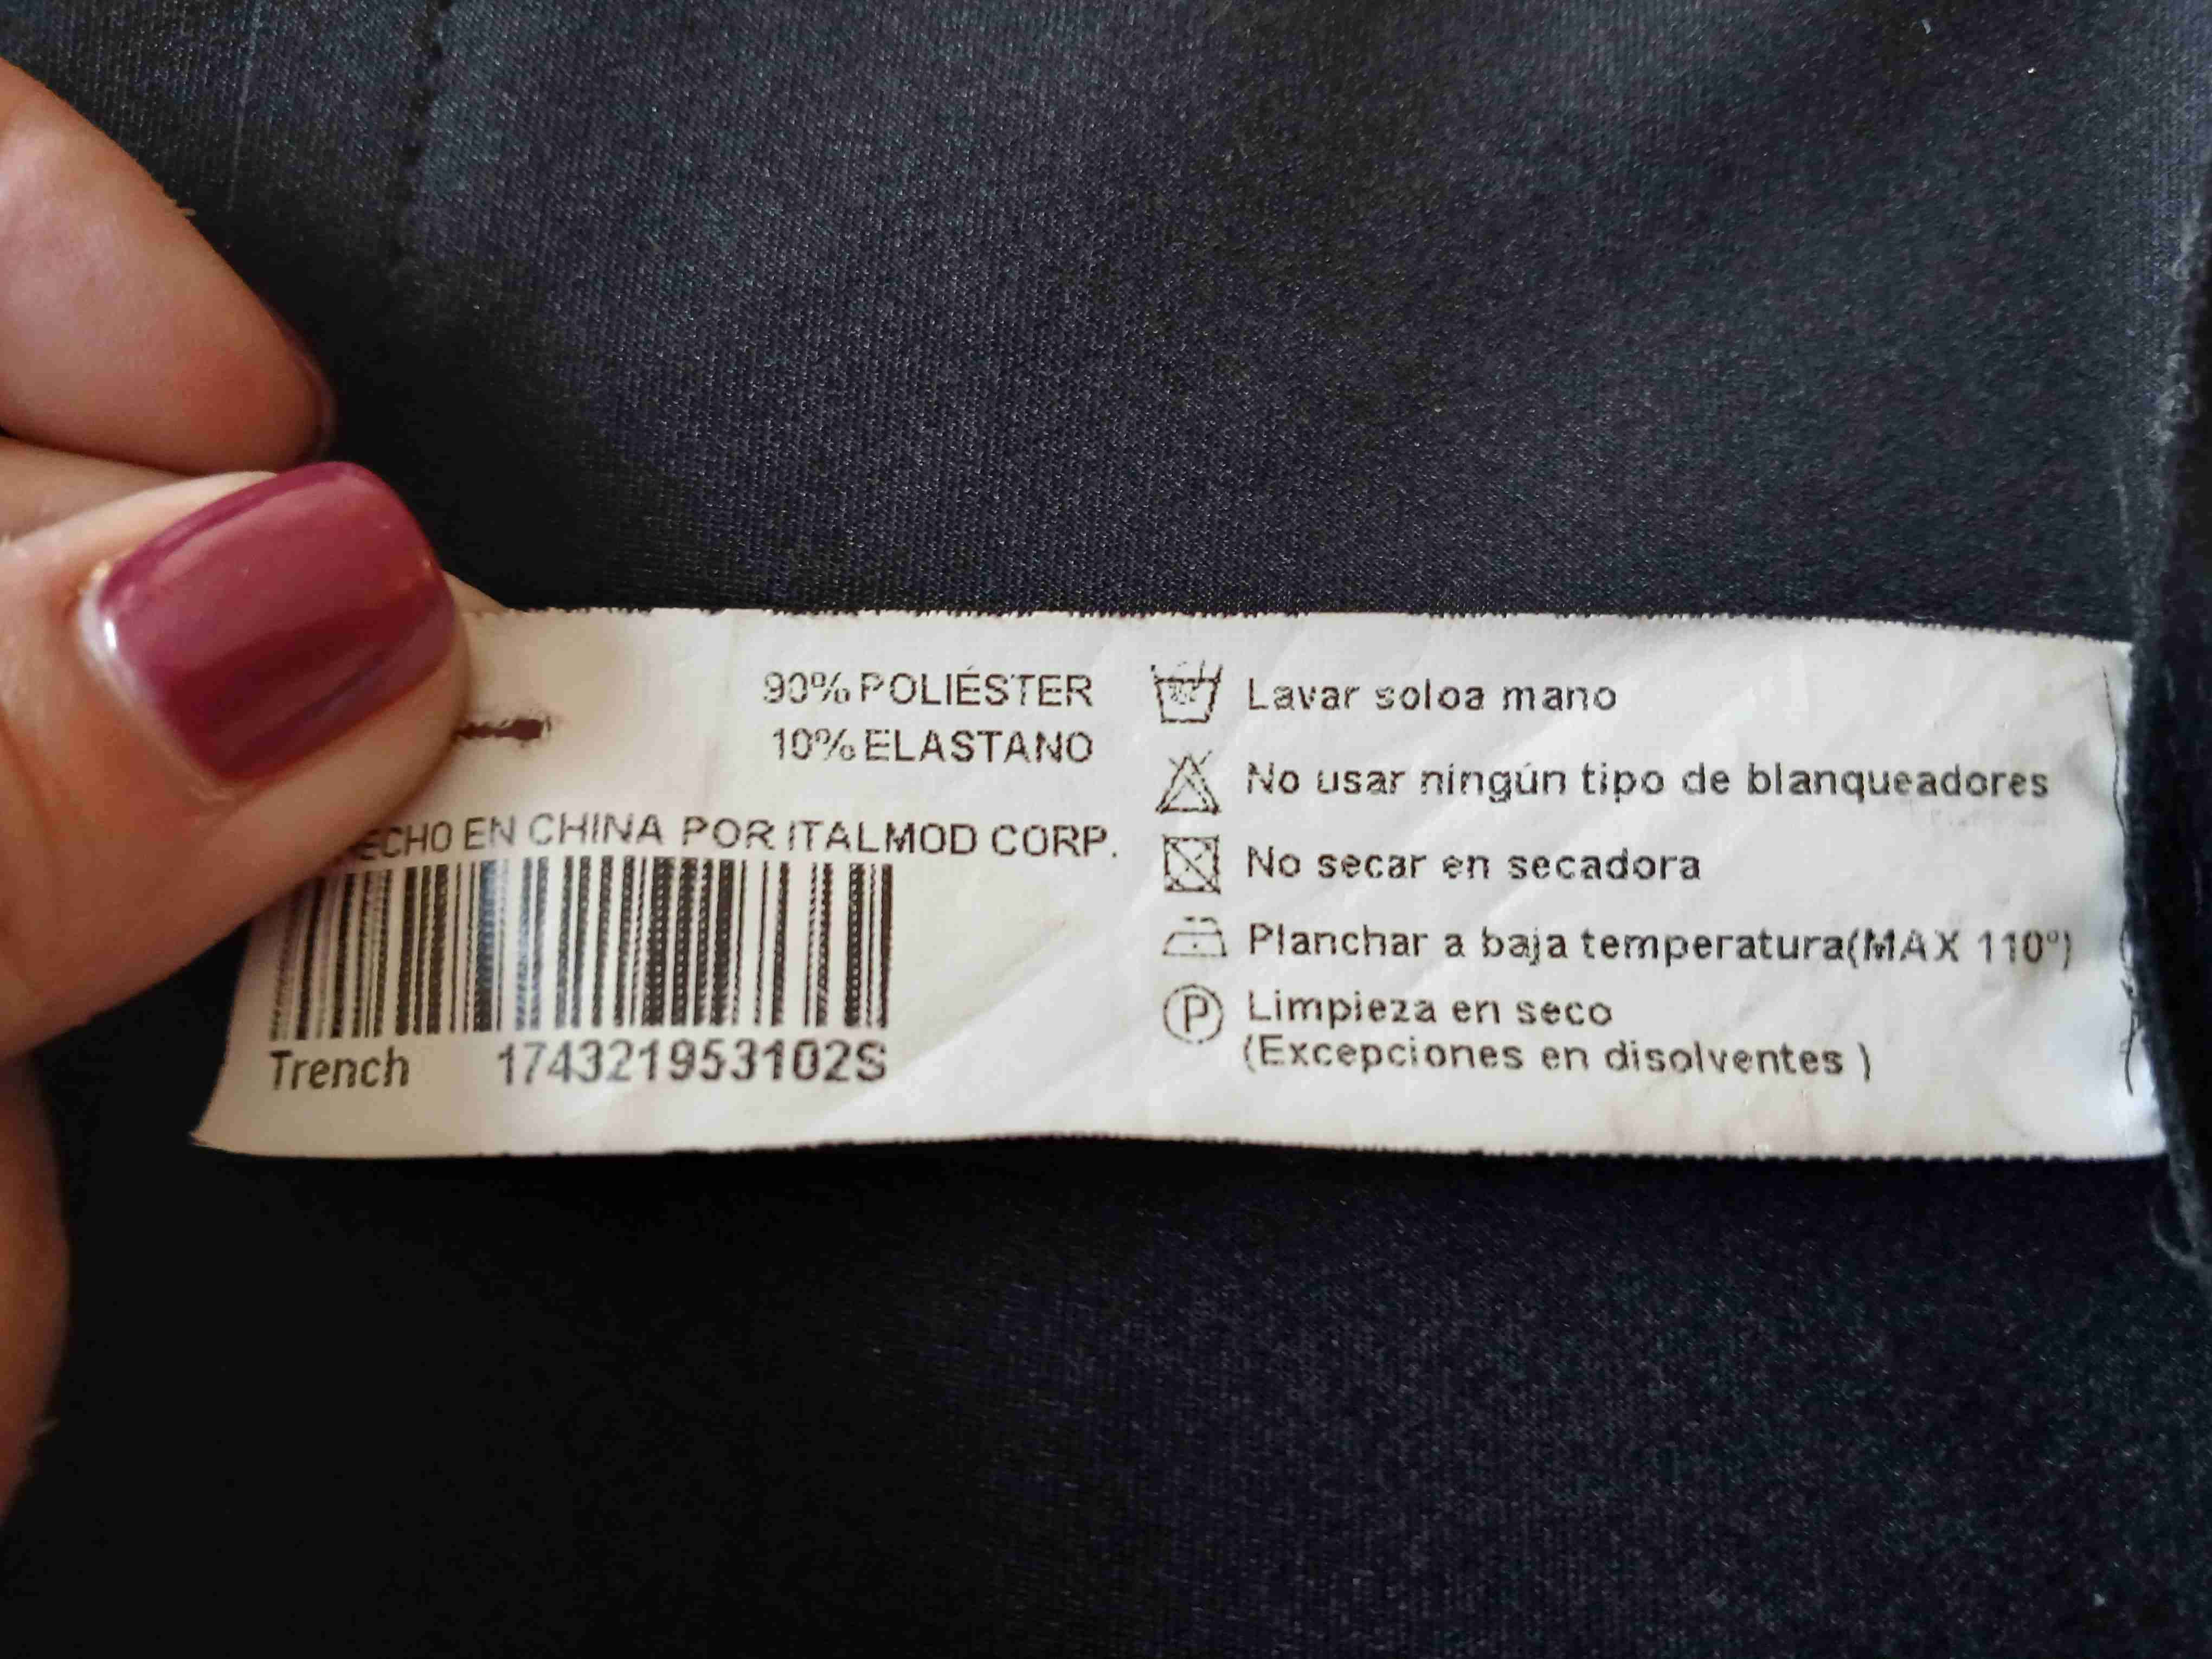 90% POLIÉSTER
10% ELASTANO
ECHO EN CHINA POR ITALMOD CORP.
Trench 174321953102S
Lavar soloa mano
No usar ningún tipo de blanqueadores
No secar en secadora
Planchar a baja temperatura(MAX 110º)
P Limpieza en seco
(Excepciones en disolventes )